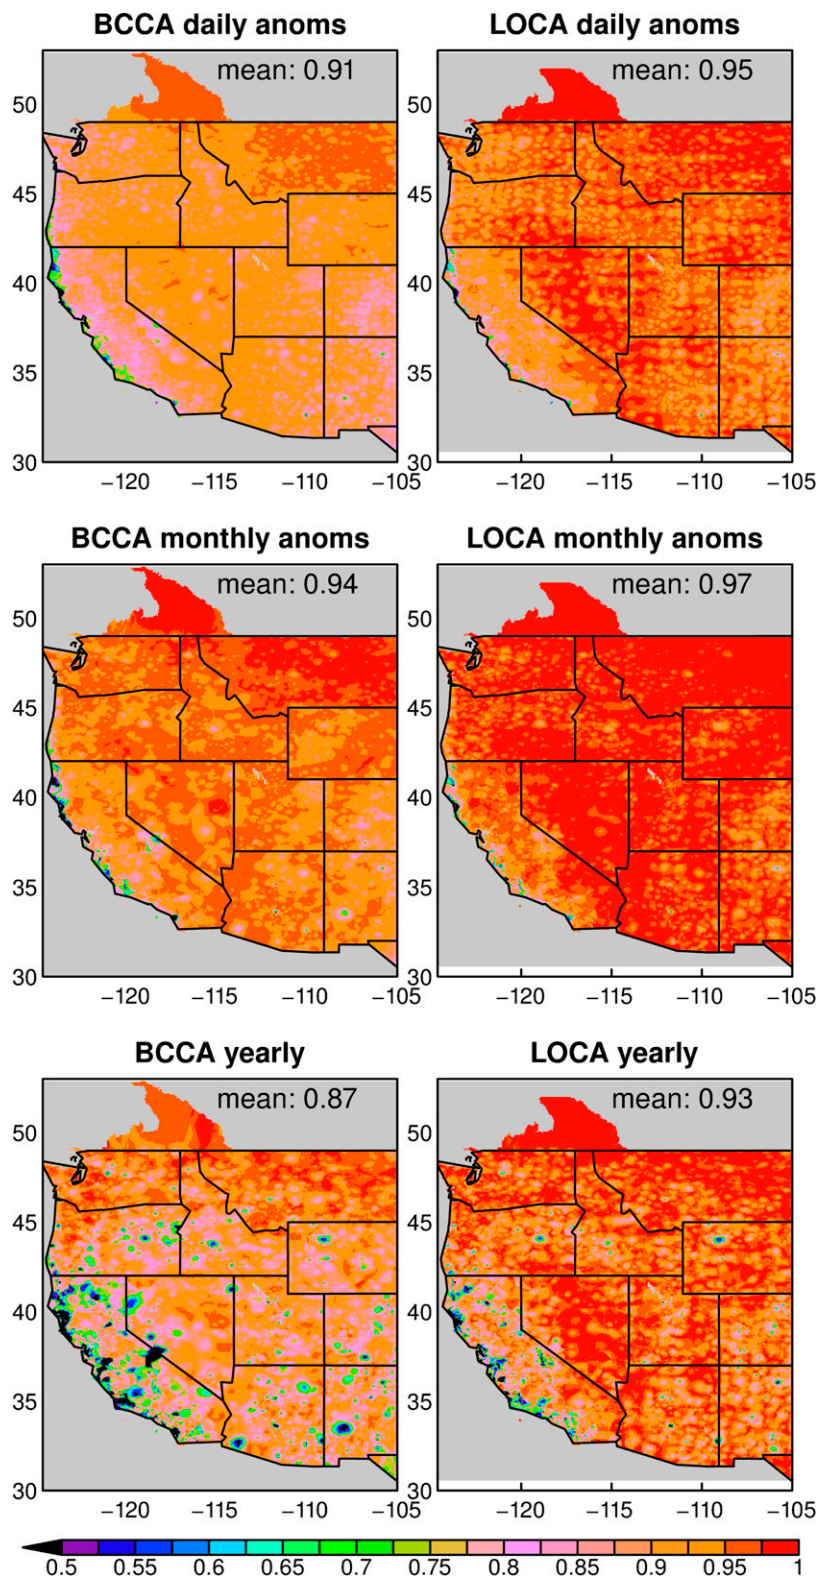 BCCA daily anoms LOCA daily anoms
mean: 0.91 mean: 0.95
50 50
45 45
40 40
35 35
30 30
−120 −115 −110 −105 −120 −115 −110 −105
BCCA monthly anoms LOCA monthly anoms
mean: 0.94 mean: 0.97
50 50
45 45
40 40
35 35
30 30
−120 −115 −110 −105 −120 −115 −110 −105
BCCA yearly LOCA yearly
mean: 0.87 mean: 0.93
50 50
45 45
40 40
35 35
30 30
−120 −115 −110 −105 −120 −115 −110 −105
0.5 0.55 0.6 0.65 0.7 0.75 0.8 0.85 0.9 0.95 1